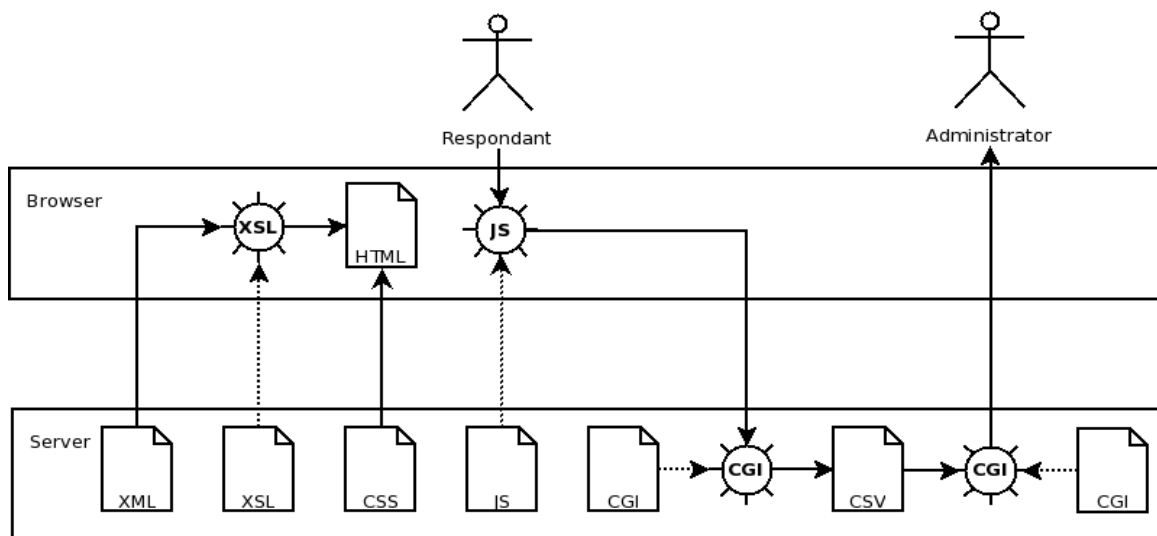 Respondant
Administrator
Browser
XSL
HTML
JS
Server
XML
XSL
CSS
JS
CGI
CGI
CSV
CGI
CGI